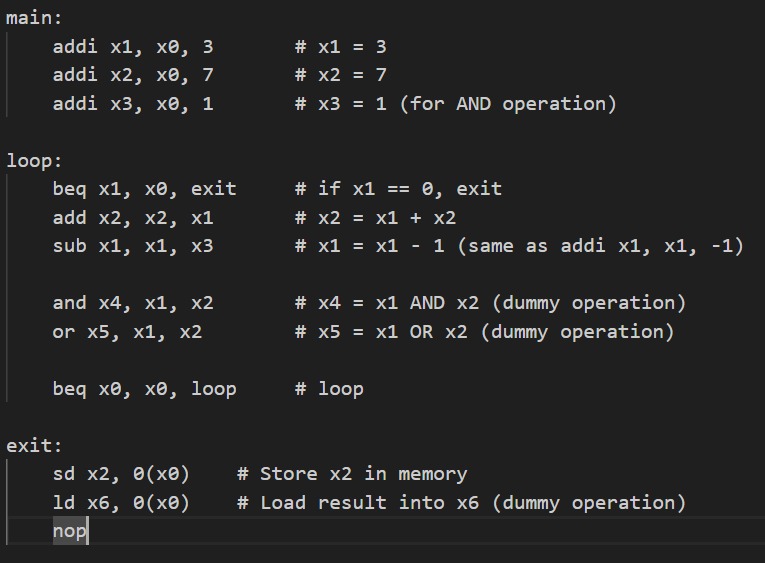 main:
    addi x1, x0, 3       # x1 = 3
    addi x2, x0, 7       # x2 = 7
    addi x3, x0, 1       # x3 = 1 (for AND operation)
loop:
    beq x1, x0, exit     # if x1 == 0, exit
    add x2, x2, x1       # x2 = x1 + x2
    sub x1, x1, x3       # x1 = x1 - 1 (same as addi x1, x1, -1)
    and x4, x1, x2       # x4 = x1 AND x2 (dummy operation)
    or x5, x1, x2        # x5 = x1 OR x2 (dummy operation)
    beq x0, x0, loop     # loop
exit:
    sd x2, 0(x0)    # Store x2 in memory
    ld x6, 0(x0)    # Load result into x6 (dummy operation)
    nop